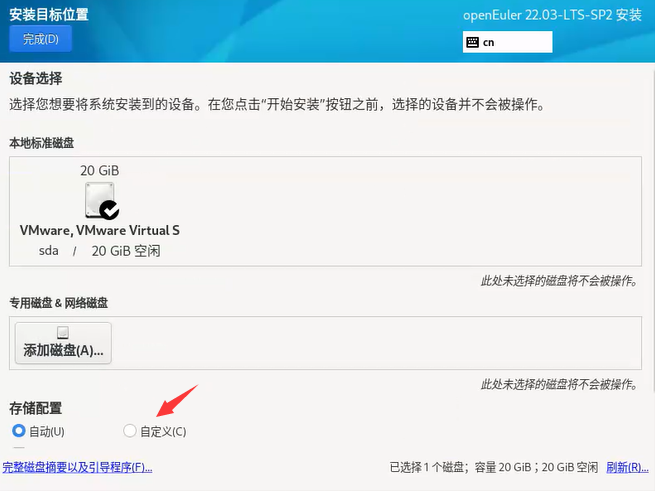 安装目标位置
openEuler 22.03-LTS-SP2 安装
完成(D)
cn
设备选择
选择您想要将系统安装到的设备。在您点击“开始安装”按钮之前，选择的设备并不会被操作。
本地标准磁盘
20 GiB
VMware, VMware Virtual S
sda / 20 GiB 空闲
此处未选择的磁盘将不会被操作。
专用磁盘 & 网络磁盘
添加磁盘(A)...
此处未选择的磁盘将不会被操作。
存储配置
自动(U) 自定义(C)
完整磁盘摘要以及引导程序(F)... 已选择 1 个磁盘；容量 20 GiB；20 GiB 空闲 刷新(R)...